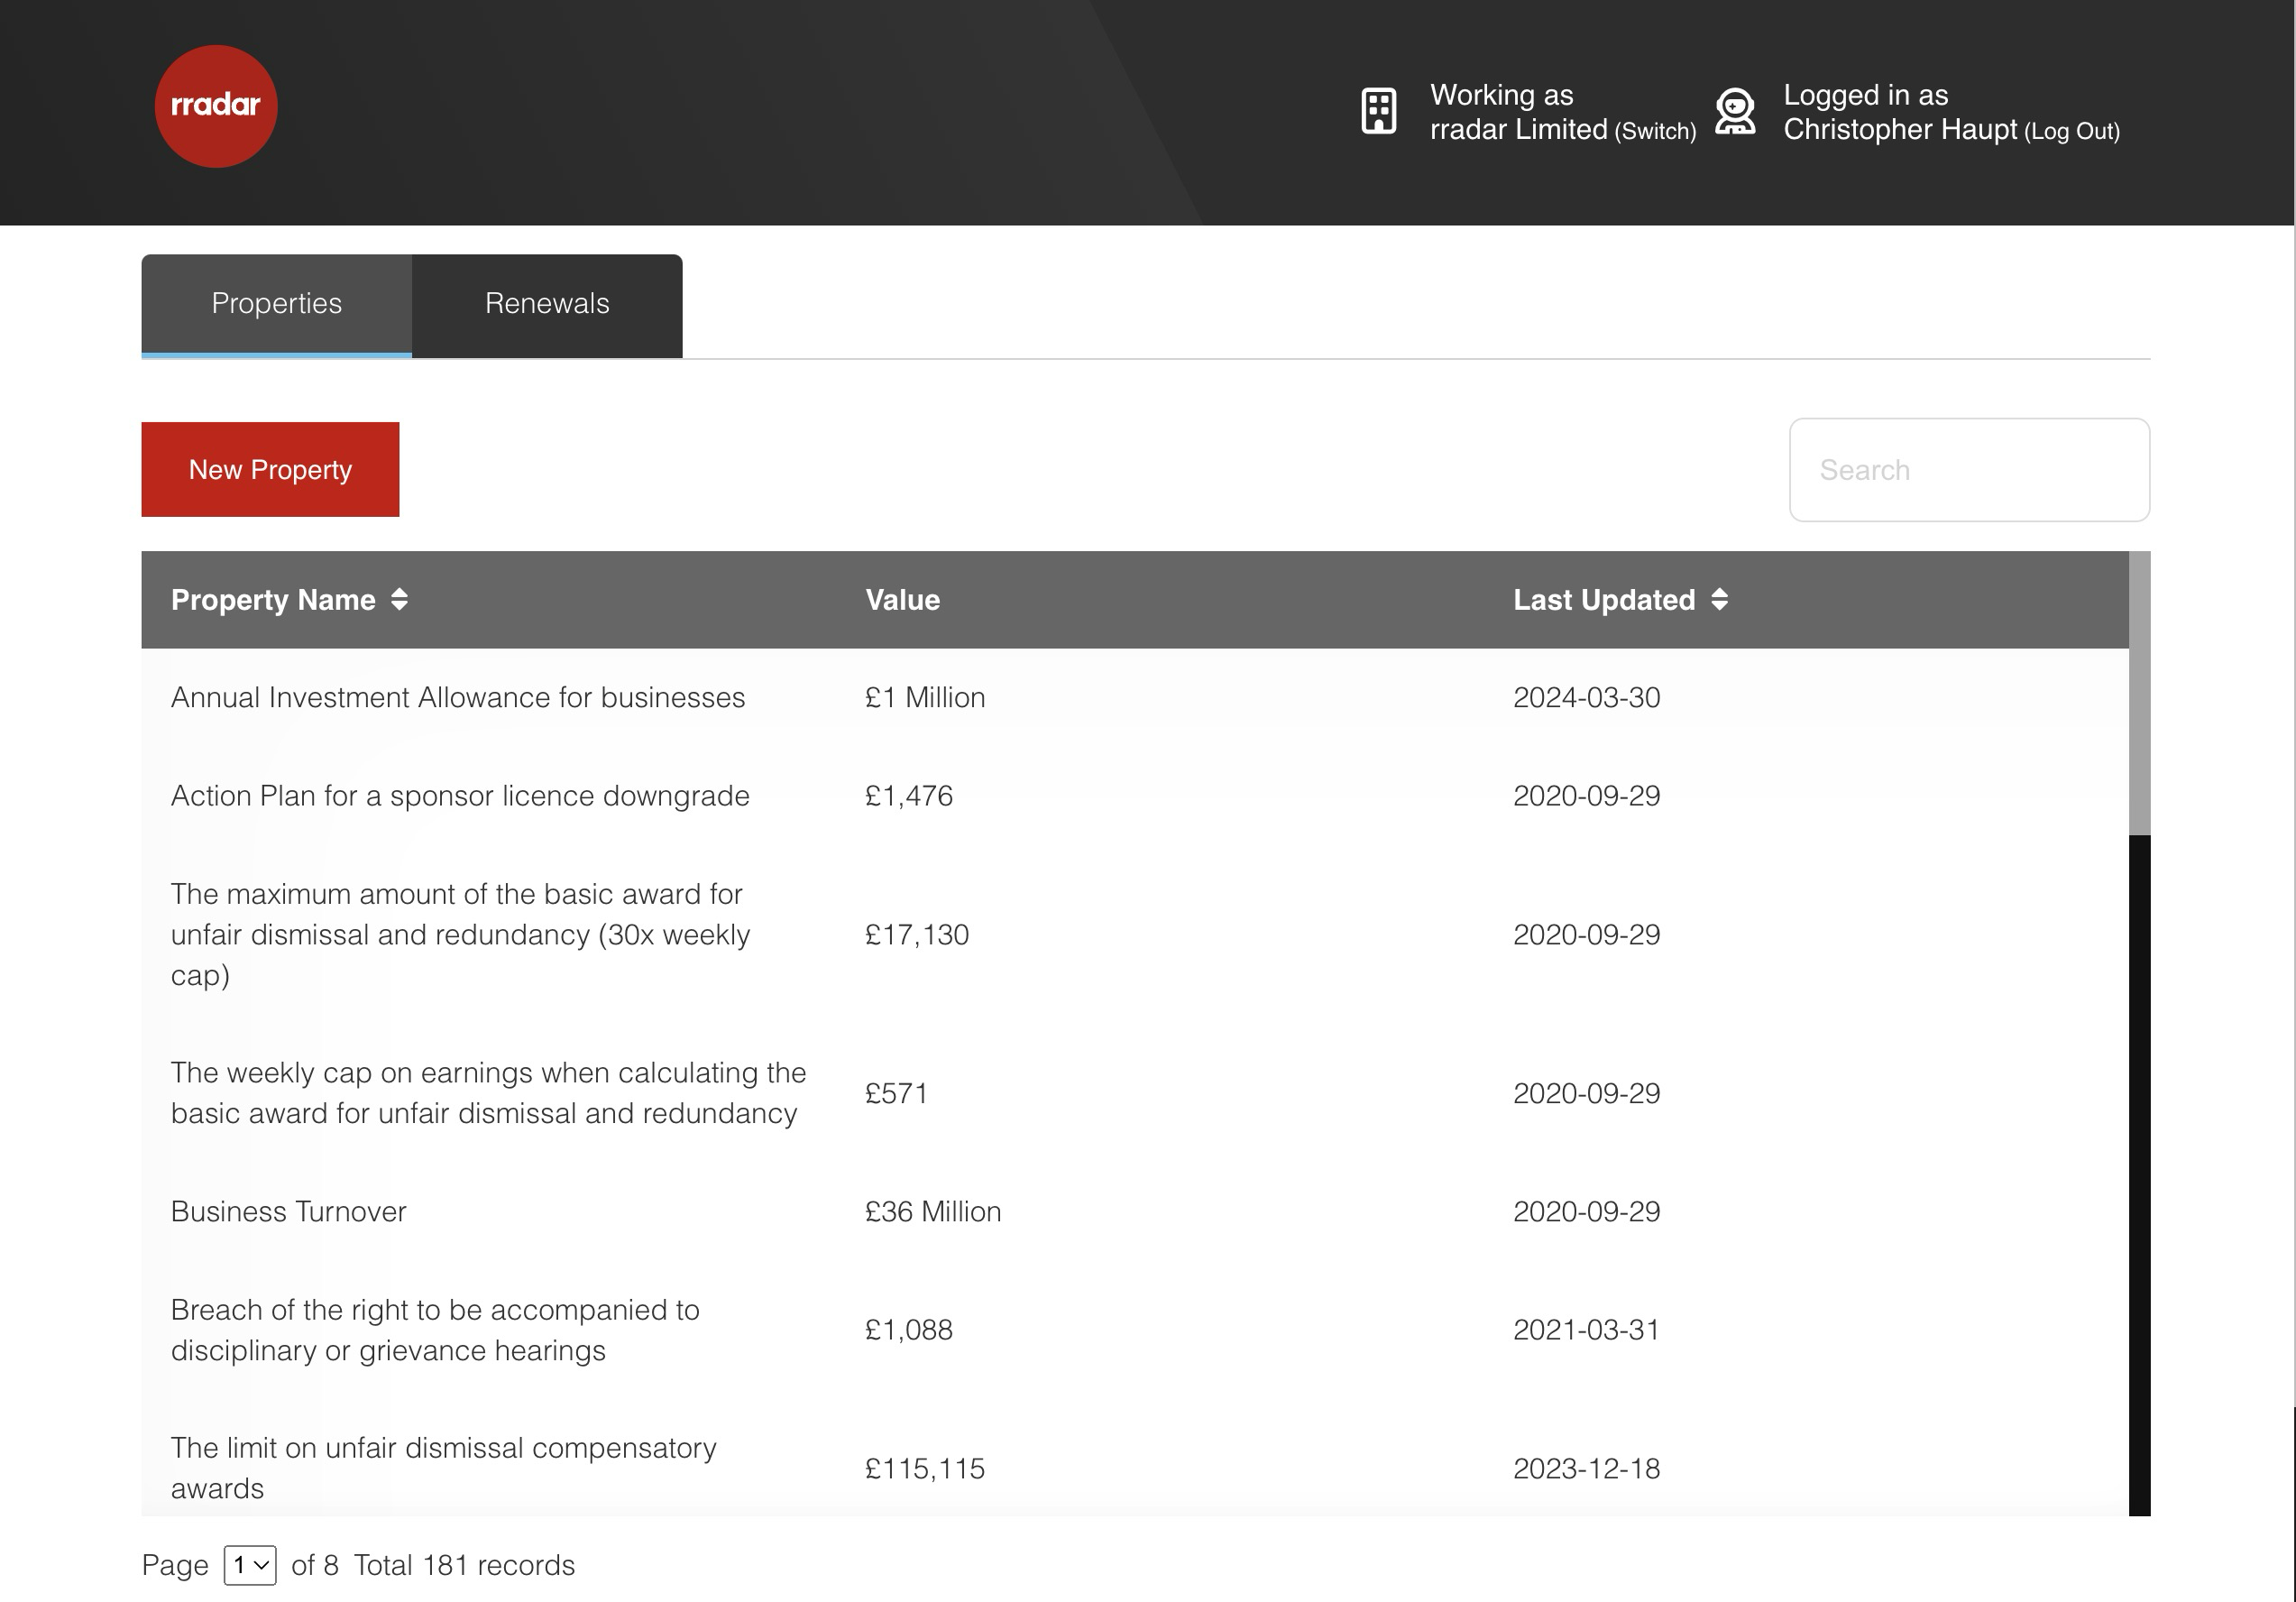 rradar
Working as
rradar Limited (Switch)
Logged in as
Christopher Haupt (Log Out)
Properties
Renewals
New Property
Search
Property Name
Value
Last Updated
Annual Investment Allowance for businesses
£1 Million
2024-03-30
Action Plan for a sponsor licence downgrade
£1,476
2020-09-29
The maximum amount of the basic award for
unfair dismissal and redundancy (30x weekly
cap)
£17,130
2020-09-29
The weekly cap on earnings when calculating the
basic award for unfair dismissal and redundancy
£571
2020-09-29
Business Turnover
£36 Million
2020-09-29
Breach of the right to be accompanied to
disciplinary or grievance hearings
£1,088
2021-03-31
The limit on unfair dismissal compensatory
awards
£115,115
2023-12-18
Page 1 of 8 Total 181 records